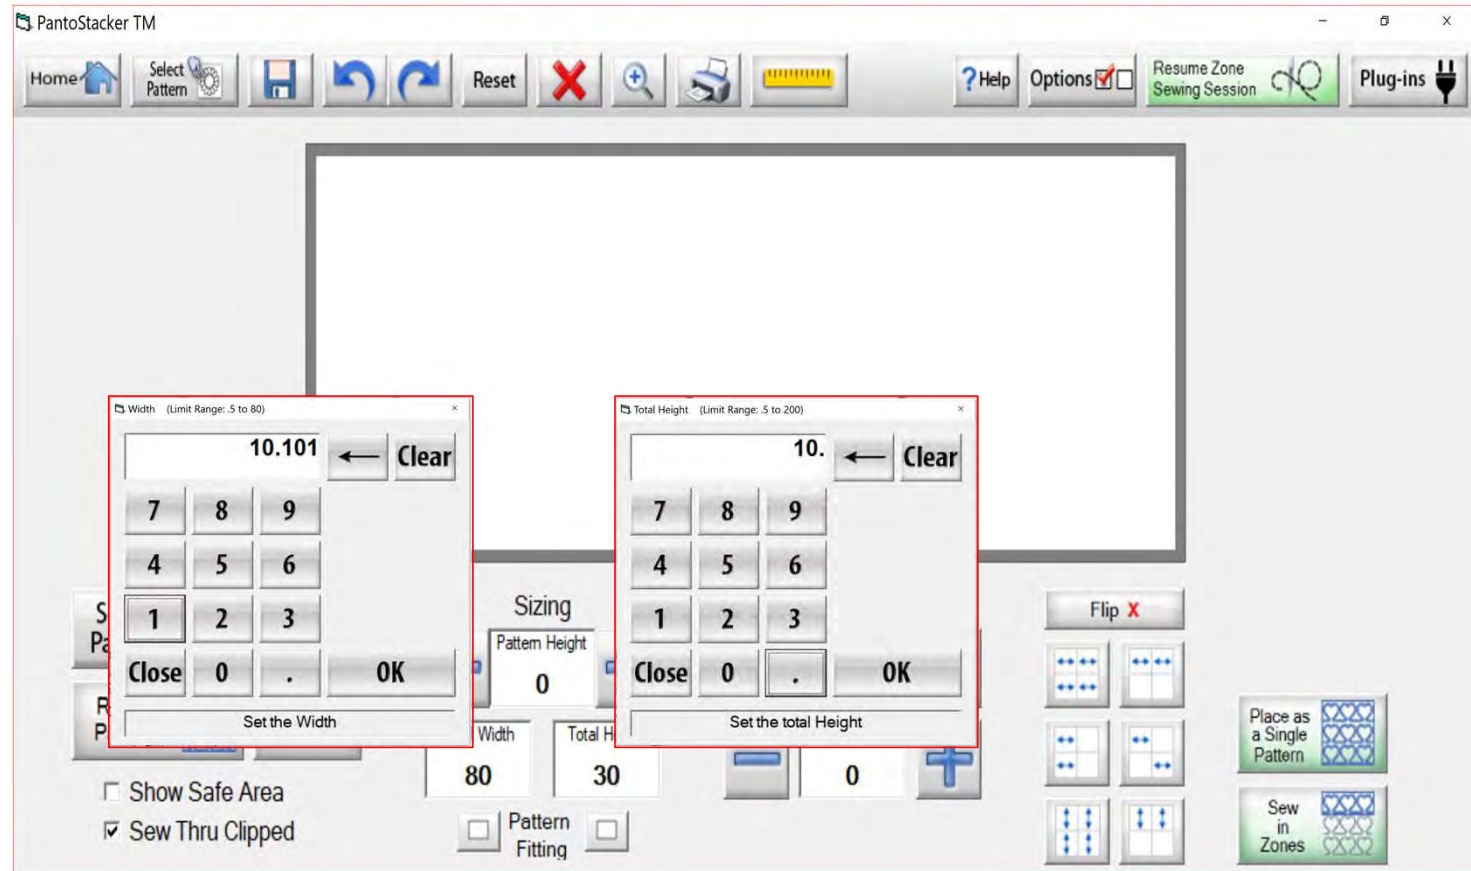 PantoStacker TM
Home
Select
Pattern
Reset
? Help
Options
Resume Zone
Sewing Session
Plug-ins
Width (Limit Range: .5 to 80)
10.101
Clear
7 8 9
4 5 6
1 2 3
Close 0 . OK
Set the Width
Total Height (Limit Range: .5 to 200)
10.
Clear
7 8 9
4 5 6
1 2 3
Close 0 . OK
Set the total Height
Sizing
Pattern Height
0
Width
80
Total H
30
0
Pattern
Fitting
Show Safe Area
Sew Thru Clipped
Flip X
Place as
a Single
Pattern
Sew
in
Zones